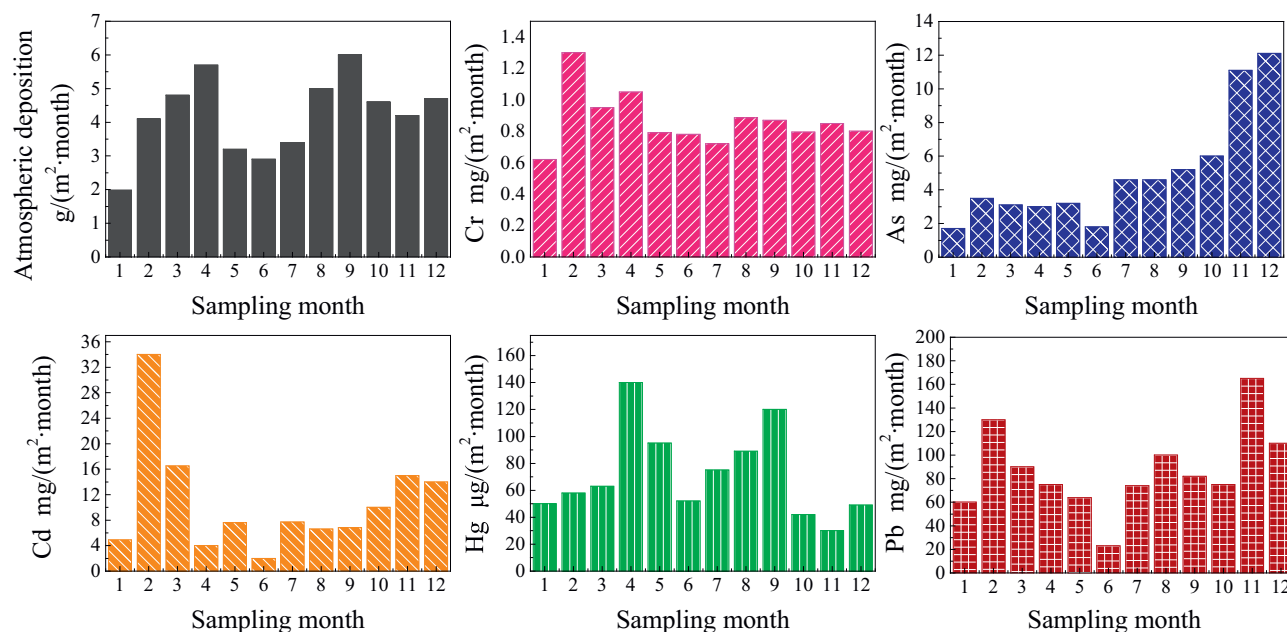 Atmospheric deposition
g/(m²·month)
7
6
5
4
3
2
1
0
1 2 3 4 5 6 7 8 9 10 11 12
Sampling month
Cr mg/(m²·month)
1.4
1.2
1.0
0.8
0.6
0.4
0.2
0.0
1 2 3 4 5 6 7 8 9 10 11 12
Sampling month
As mg/(m²·month)
14
12
10
8
6
4
2
0
1 2 3 4 5 6 7 8 9 10 11 12
Sampling month
Cd mg/(m²·month)
36
32
28
24
20
16
12
8
4
0
1 2 3 4 5 6 7 8 9 10 11 12
Sampling month
Hg μg/(m²·month)
160
140
120
100
80
60
40
20
0
1 2 3 4 5 6 7 8 9 10 11 12
Sampling month
Pb mg/(m²·month)
200
180
160
140
120
100
80
60
40
20
0
1 2 3 4 5 6 7 8 9 10 11 12
Sampling month